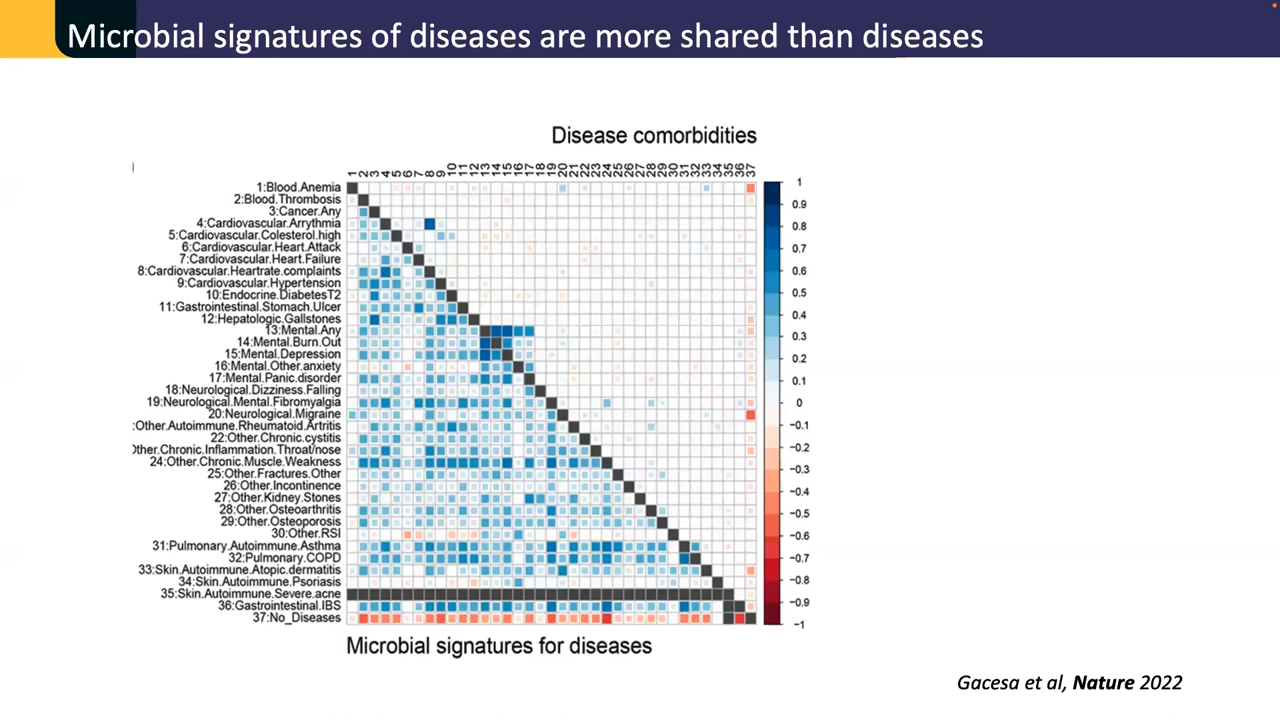 Microbial signatures of diseases are more shared than diseases
Disease comorbidities
1 2 3 4 5 6 7 8 9 10 11 12 13 14 15 16 17 18 19 20 21 22 23 24 25 26 27 28 29 30 31 32 33 34 35 36 37
1:Blood.Anemia
2:Blood.Thrombosis
3:Cancer.Any
4:Cardiovascular.Arrythmia
5:Cardiovascular.Colesterol.high
6:Cardiovascular.Heart.Attack
7:Cardiovascular.Heart.Failure
8:Cardiovascular.Heartrate.complaints
9:Cardiovascular.Hypertension
10:Endocrine.DiabetesT2
11:Gastrointestinal.Stomach.Ulcer
12:Hepatologic.Gallstones
13:Mental.Any
14:Mental.Burn.Out
15:Mental.Depression
16:Mental.Other.anxiety
17:Mental.Panic.disorder
18:Neurological.Dizziness.Falling
19:Neurological.Mental.Fibromyalgia
20:Neurological.Migraine
:Other.Autoimmune.Rheumatoid.Artritis
22:Other.Chronic.cystitis
Other.Chronic.Inflammation.Throat/nose
24:Other.Chronic.Muscle.Weakness
25:Other.Fractures.Other
26:Other.Incontinence
27:Other.Kidney.Stones
28:Other.Osteoarthritis
29:Other.Osteoporosis
30:Other.RSI
31:Pulmonary.Autoimmune.Asthma
32:Pulmonary.COPD
33:Skin.Autoimmune.Atopic.dermatitis
34:Skin.Autoimmune.Psoriasis
35:Skin.Autoimmune.Severe.acne
36:Gastrointestinal.IBS
37:No_Diseases
1
0.9
0.8
0.7
0.6
0.5
0.4
0.3
0.2
0.1
0
−0.1
−0.2
−0.3
−0.4
−0.5
−0.6
−0.7
−0.8
−0.9
−1
Microbial signatures for diseases
Gacesa et al, Nature 2022